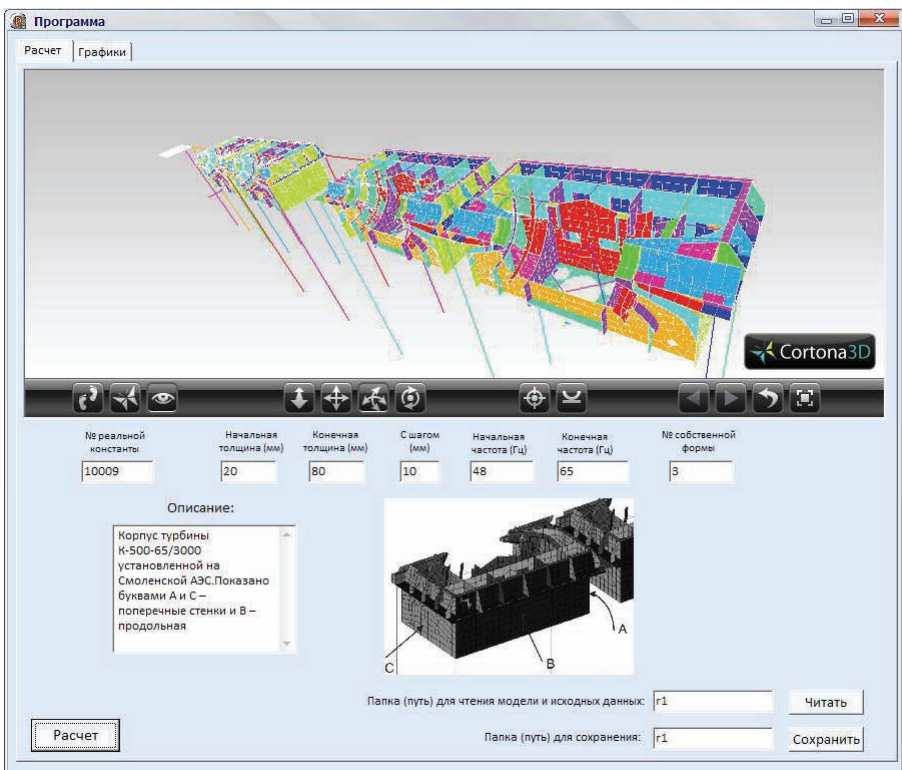 Программа
Расчет Графики
Cortona3D
№ реальной константы
Начальная толщина (мм)
Конечная толщина (мм)
С шагом (мм)
Начальная частота (Гц)
Конечная частота (Гц)
№ собственной формы
10009 20 80 10 48 65 3
Описание:
Корпус турбины
К-500-65/3000
установленной на
Смоленской АЭС.Показано
буквами А и С –
поперечные стенки и В –
продольная
A
B
C
Папка (путь) для чтения модели и исходных данных: r1 Читать
Папка (путь) для сохранения: r1 Сохранить
Расчет